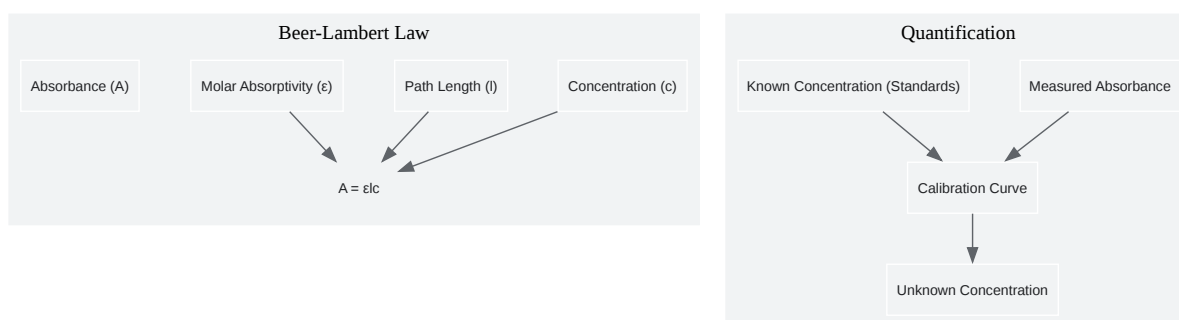 Beer-Lambert Law
Absorbance (A)
Molar Absorptivity (ε)
Path Length (l)
Concentration (c)
A = εlc
Quantification
Known Concentration (Standards)
Measured Absorbance
Calibration Curve
Unknown Concentration